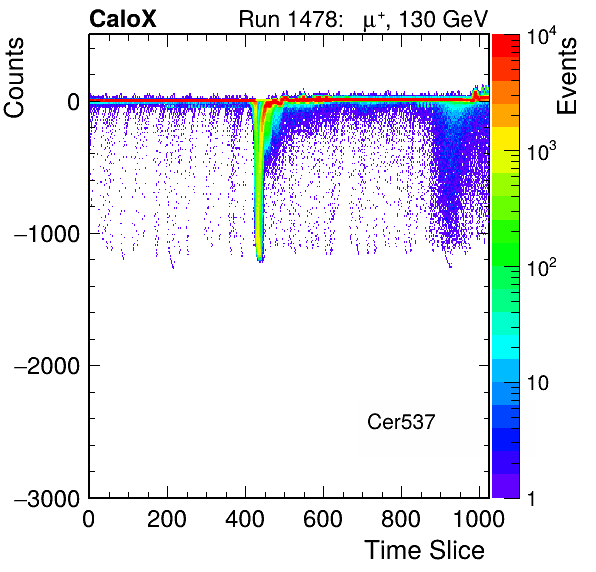 CaloX Run 1478: μ⁺, 130 GeV
Counts
Events
0
−1000
−2000
−3000
0 200 400 600 800 1000
Time Slice
Cer537
10⁴
10³
10²
10
1